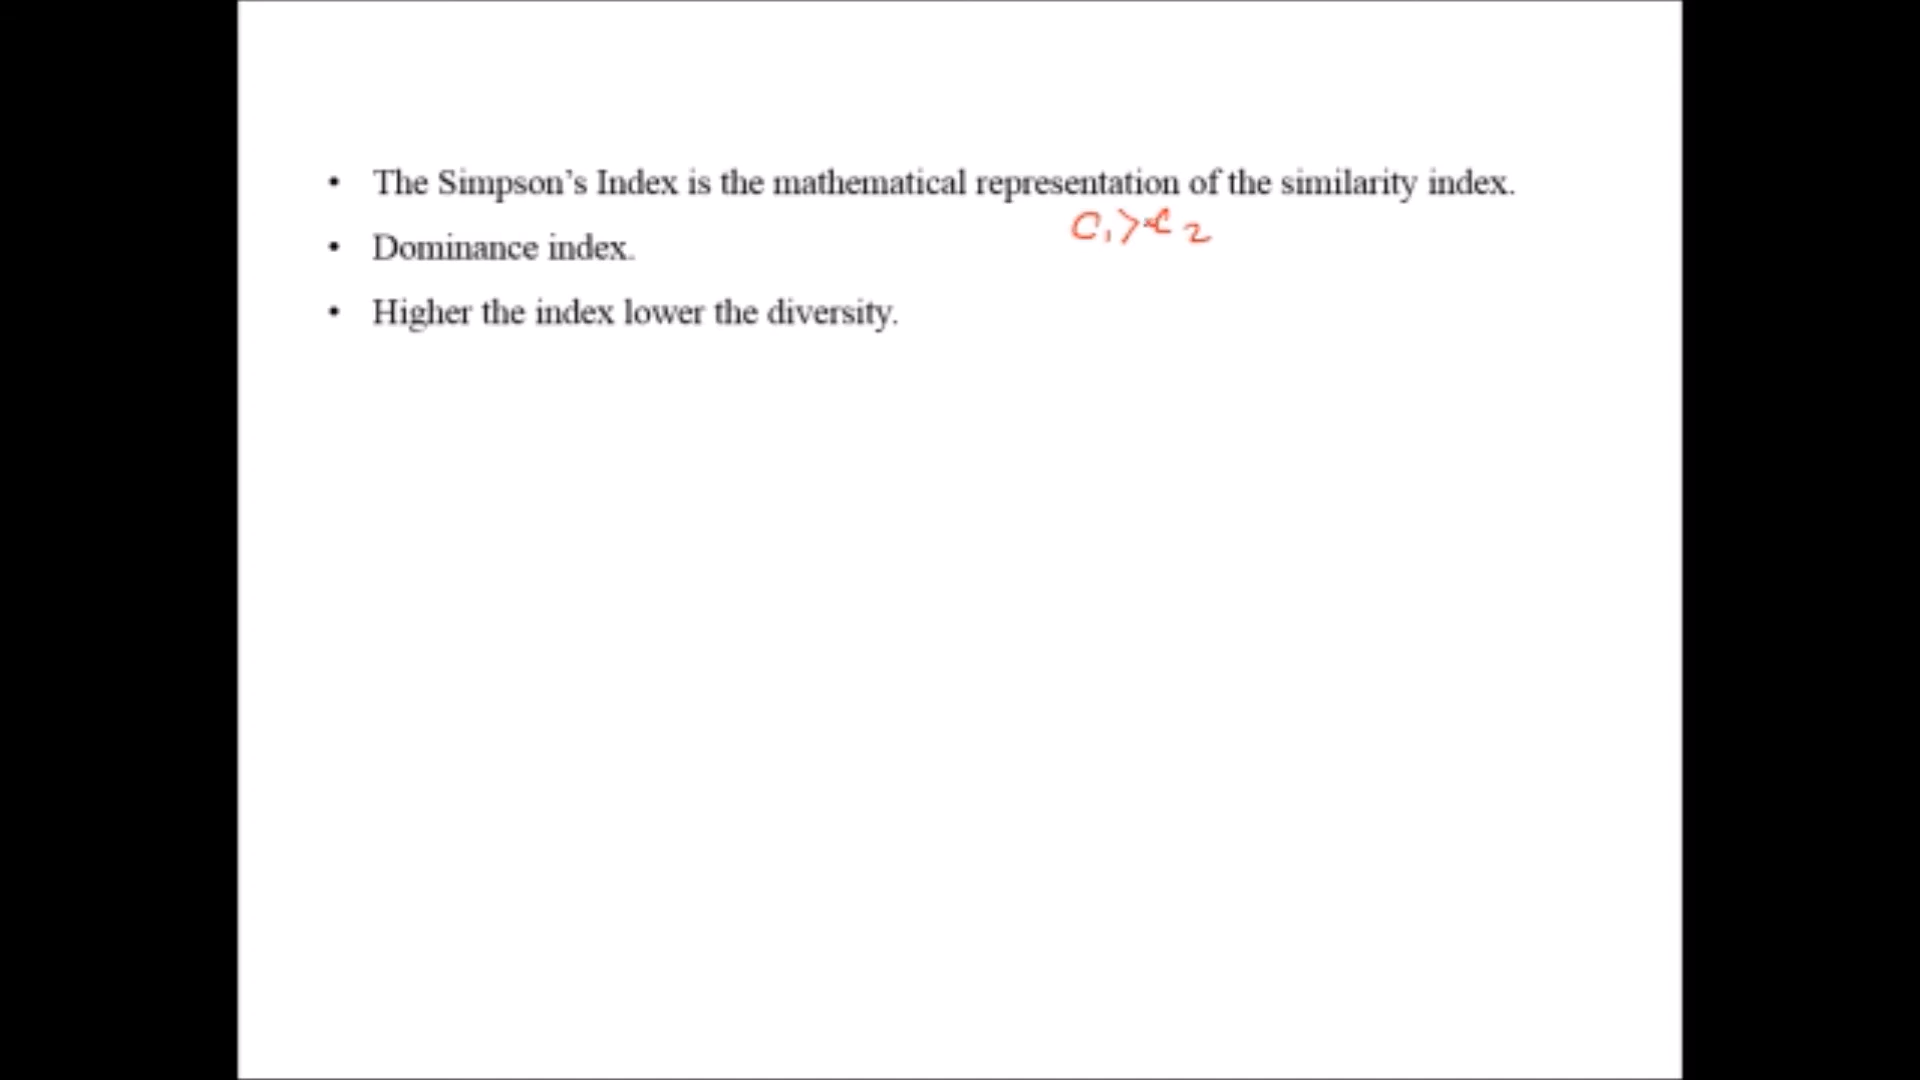 • The Simpson’s Index is the mathematical representation of the similarity index.
C₁ > C₂
• Dominance index.
• Higher the index lower the diversity.